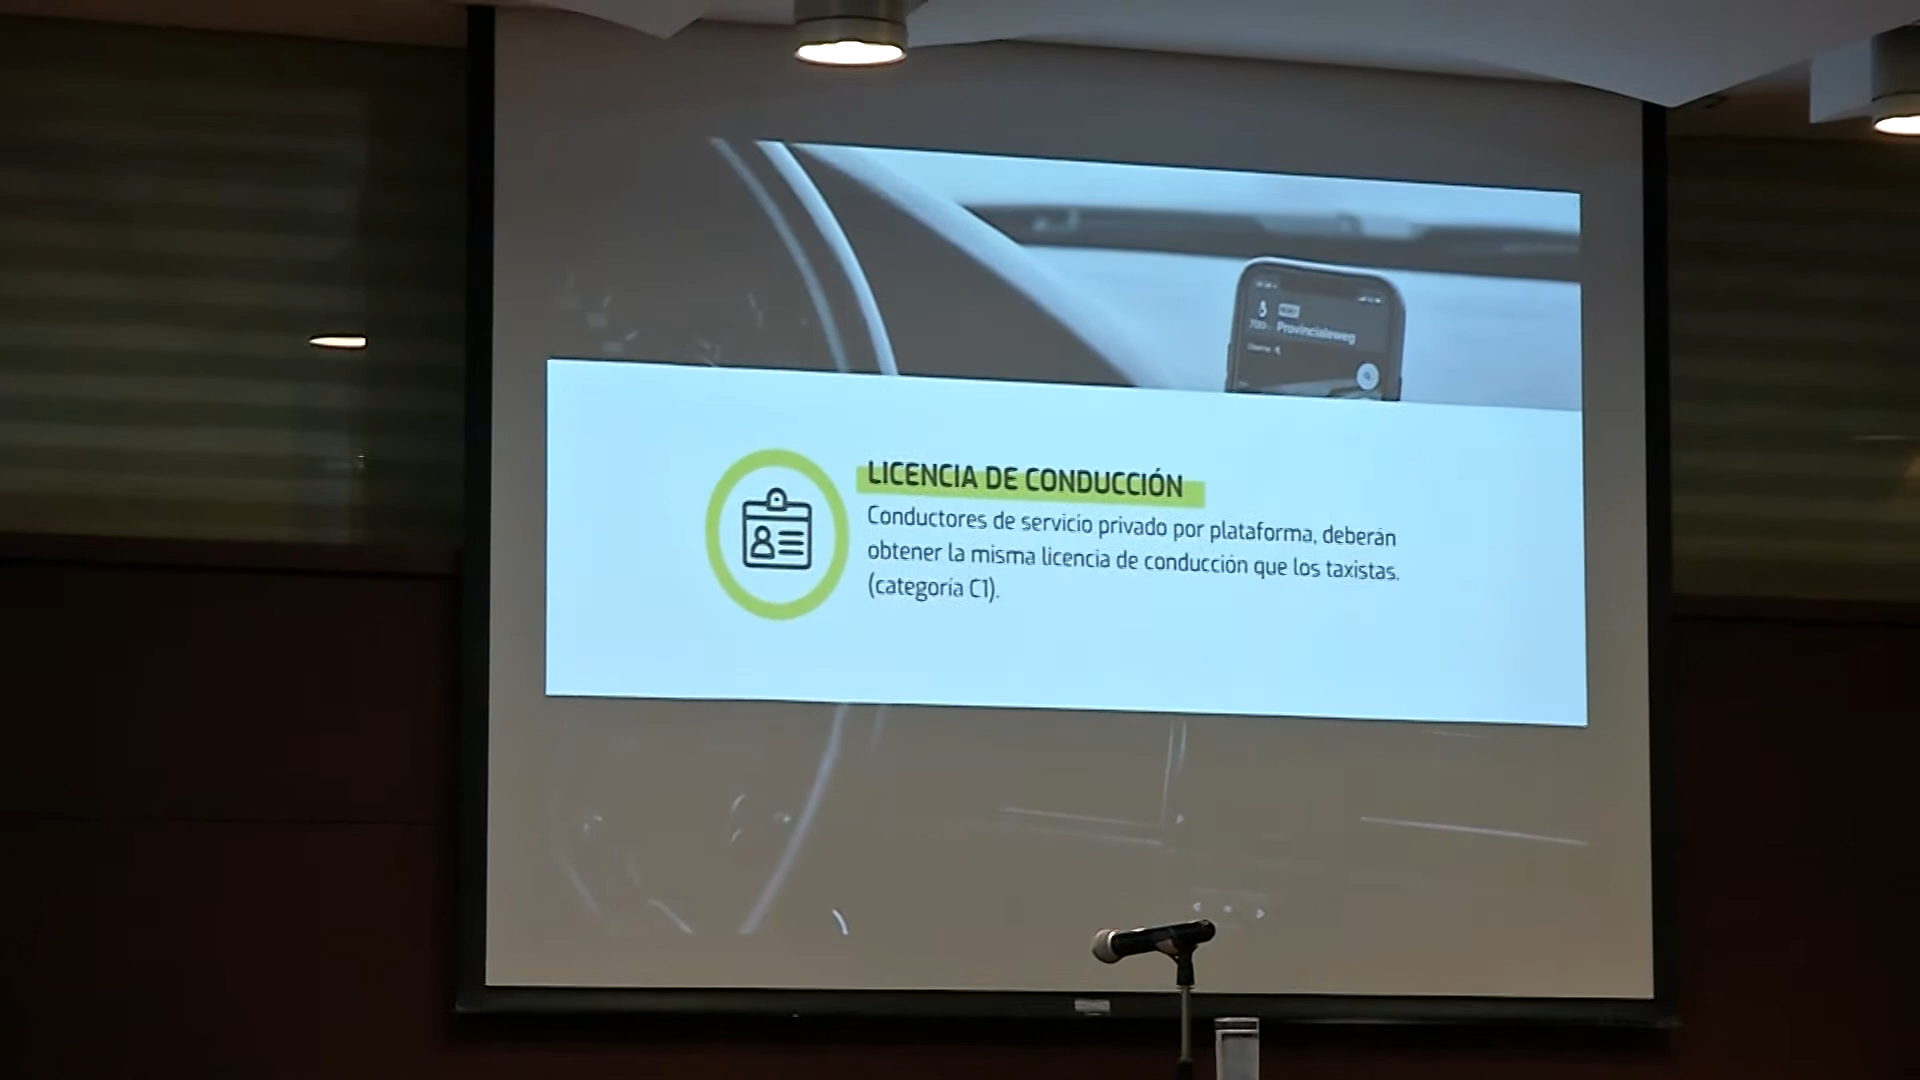 Provincialeweg
LICENCIA DE CONDUCCIÓN
Conductores de servicio privado por plataforma, deberán
obtener la misma licencia de conducción que los taxistas.
(categoría C1).